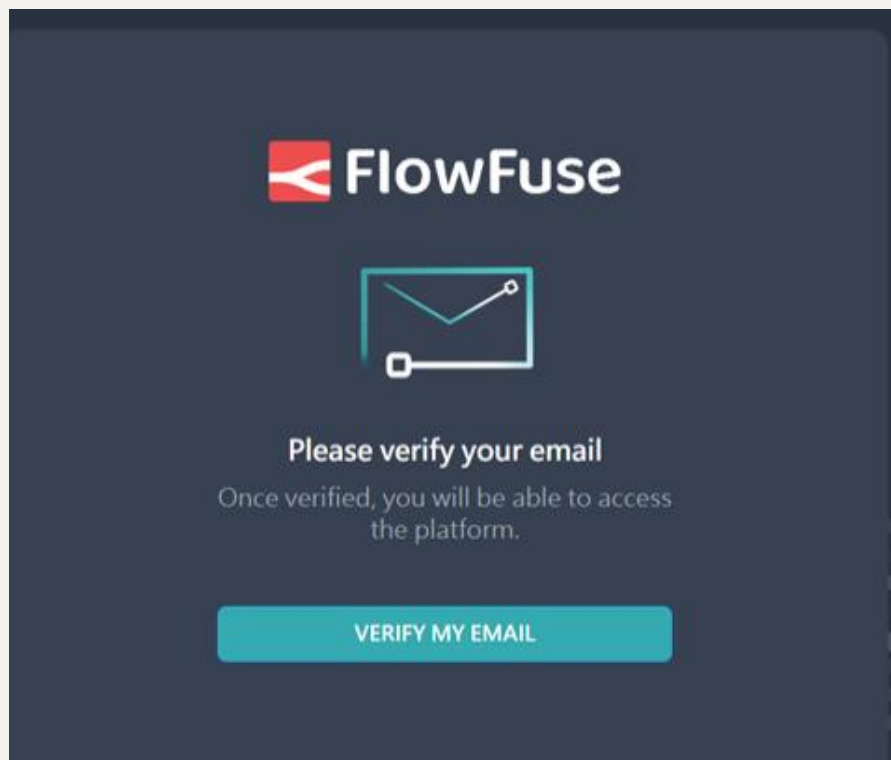 FlowFuse
Please verify your email
Once verified, you will be able to access
the platform.
VERIFY MY EMAIL